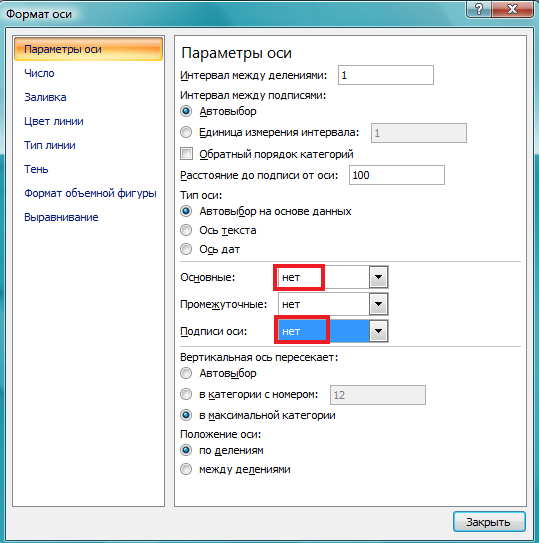 Формат оси
Параметры оси
Число
Заливка
Цвет линии
Тип линии
Тень
Формат объемной фигуры
Выравнивание
Параметры оси
Интервал между делениями: 1
Интервал между подписями:
Автовыбор
Единица измерения интервала: 1
Обратный порядок категорий
Расстояние до подписи от оси: 100
Тип оси:
Автовыбор на основе данных
Ось текста
Ось дат
Основные: нет
Промежуточные: нет
Подписи оси: нет
Вертикальная ось пересекает:
Автовыбор
в категории с номером: 12
в максимальной категории
Положение оси:
по делениям
между делениями
Закрыть